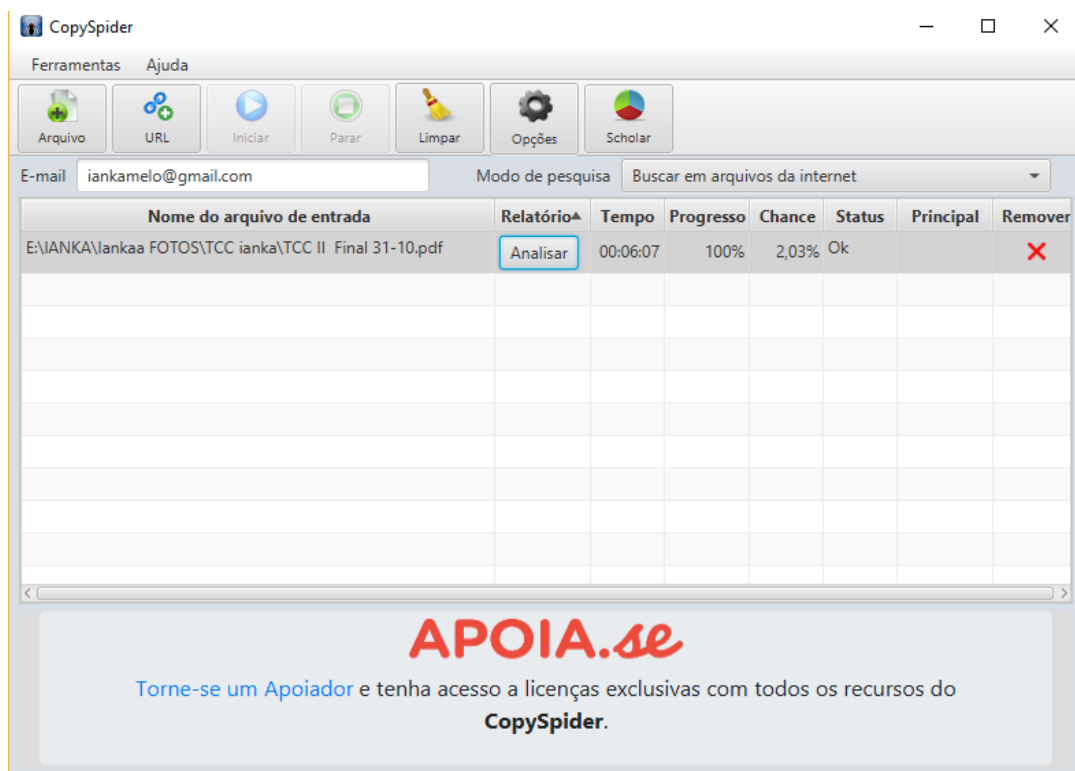 CopySpider
Ferramentas Ajuda
Arquivo URL Iniciar Parar Limpar Opções Scholar
E-mail iankamelo@gmail.com Modo de pesquisa Buscar em arquivos da internet
Nome do arquivo de entrada Relatório Tempo Progresso Chance Status Principal Remover
E:\IANKA\Iankaa FOTOS\TCC ianka\TCC II  Final 31-10.pdf Analisar 00:06:07 100% 2,03% Ok
APOIA.se
Torne-se um Apoiador e tenha acesso a licenças exclusivas com todos os recursos do
CopySpider.